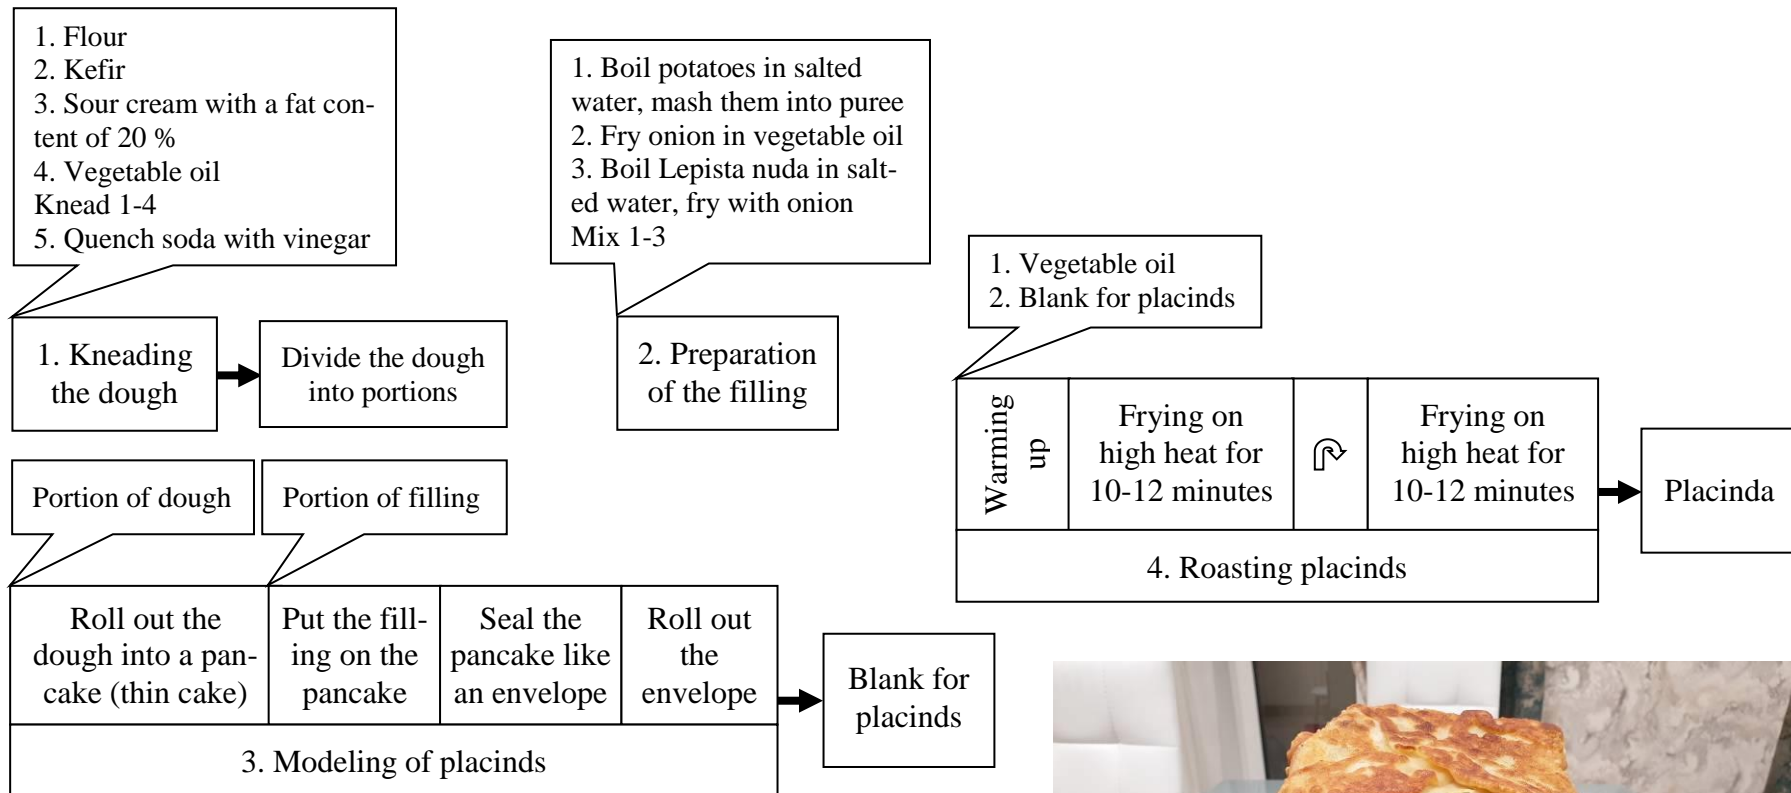 1. Flour
2. Kefir
3. Sour cream with a fat con-
tent of 20 %
4. Vegetable oil
Knead 1-4
5. Quench soda with vinegar
1. Kneading
the dough
Divide the dough
into portions
1. Boil potatoes in salted
water, mash them into puree
2. Fry onion in vegetable oil
3. Boil Lepista nuda in salt-
ed water, fry with onion
Mix 1-3
2. Preparation
of the filling
Portion of dough
Portion of filling
Roll out the
dough into a pan-
cake (thin cake)
Put the fill-
ing on the
pancake
Seal the
pancake like
an envelope
Roll out
the
envelope
3. Modeling of placinds
Blank for
placinds
1. Vegetable oil
2. Blank for placinds
Warming
up
Frying on
high heat for
10-12 minutes
Frying on
high heat for
10-12 minutes
4. Roasting placinds
Placinda